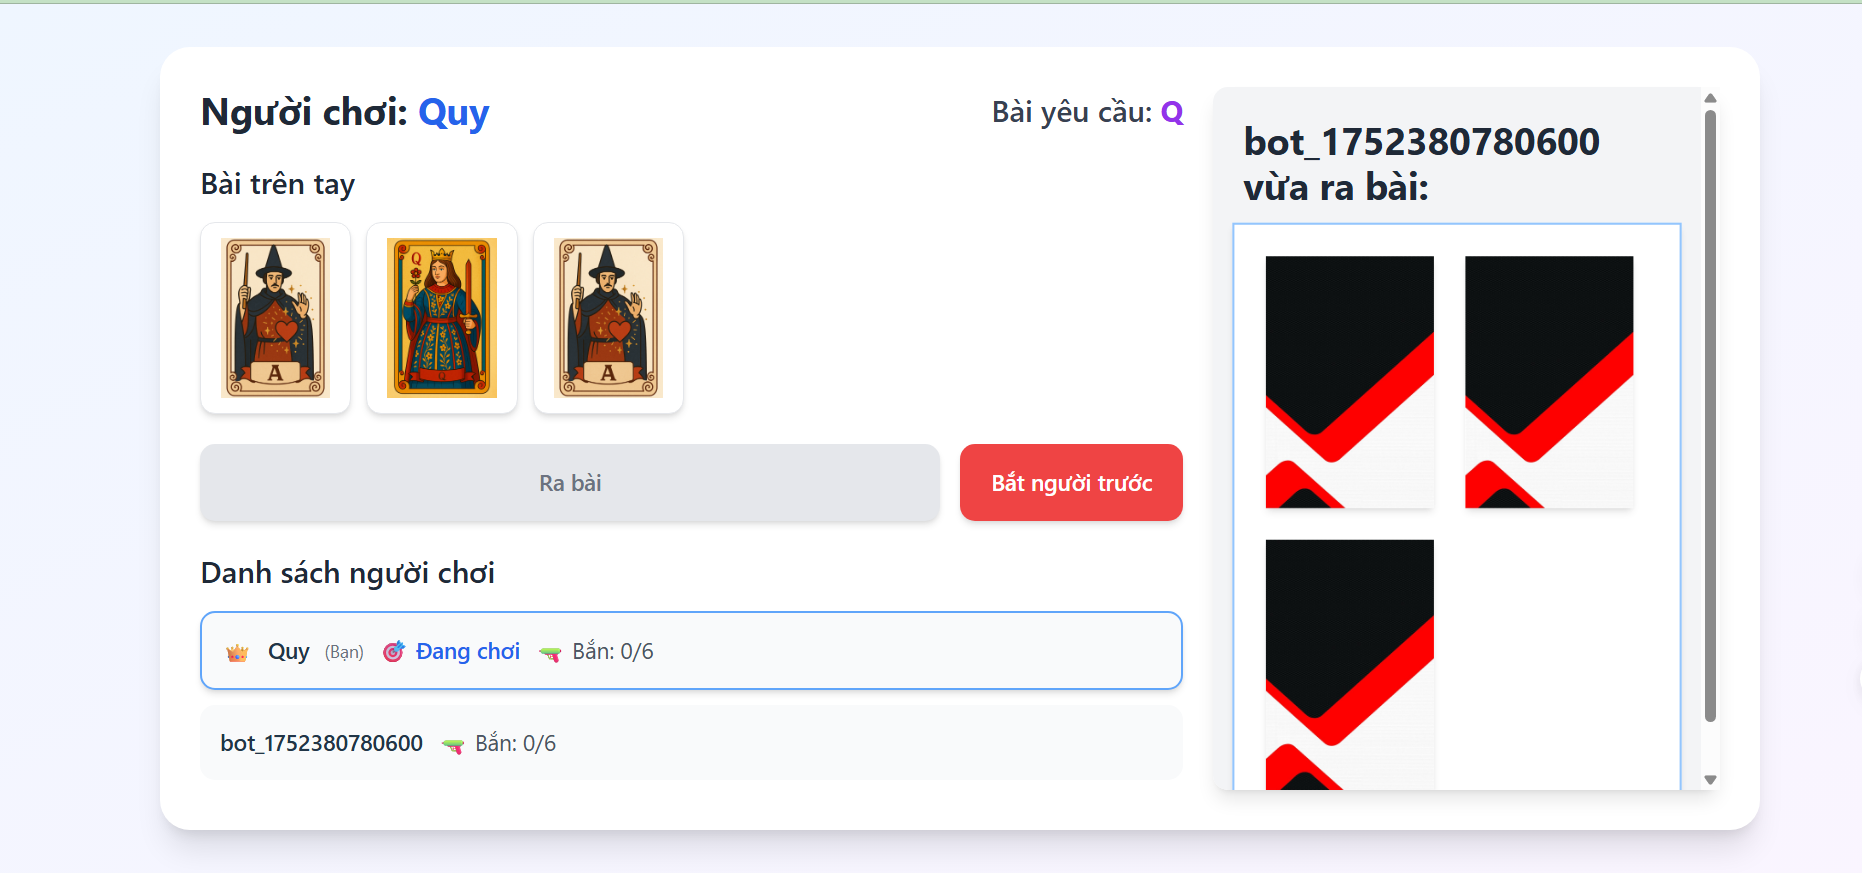 Người chơi: Quy
Bài yêu cầu: Q
Bài trên tay
A
Q
Q
A
Ra bài
Bắt người trước
Danh sách người chơi
Quy (Bạn) Đang chơi Bắn: 0/6
bot_1752380780600 Bắn: 0/6
bot_1752380780600
vừa ra bài: